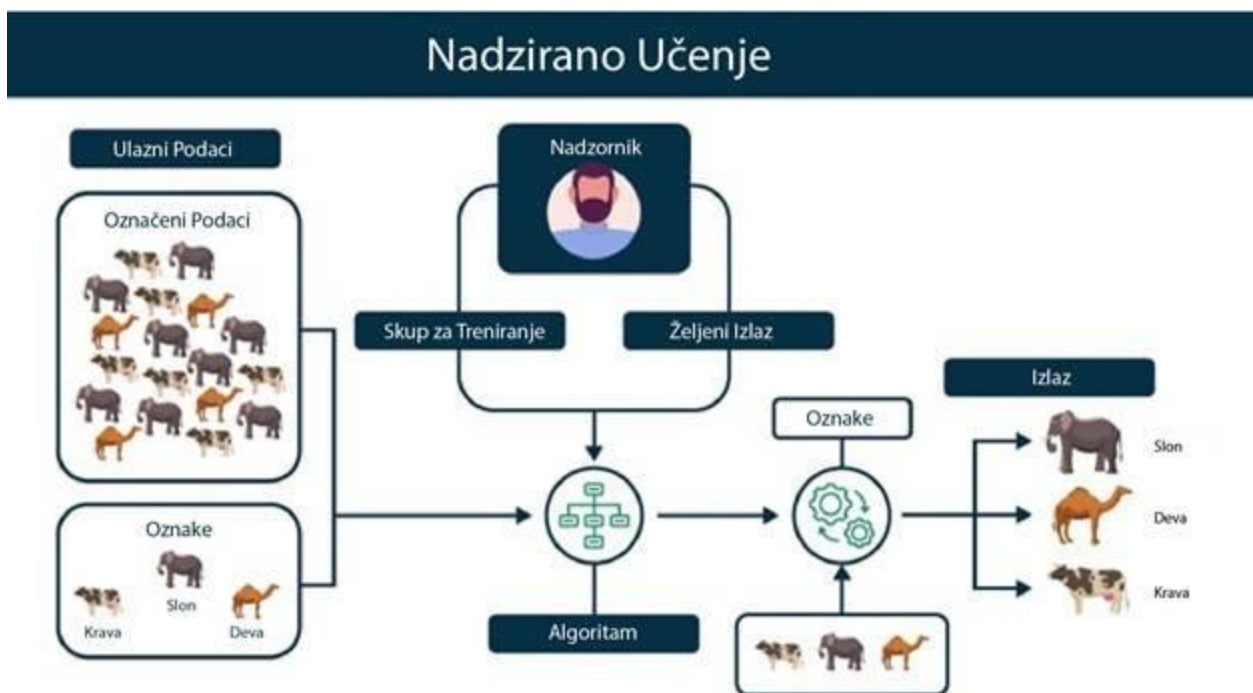 Nadzirano Učenje
Ulazni Podaci
Označeni Podaci
Oznake
Slon
Krava
Deva
Nadzornik
Skup za Treniranje
Željeni Izlaz
Algoritam
Oznake
Izlaz
Slon
Deva
Krava